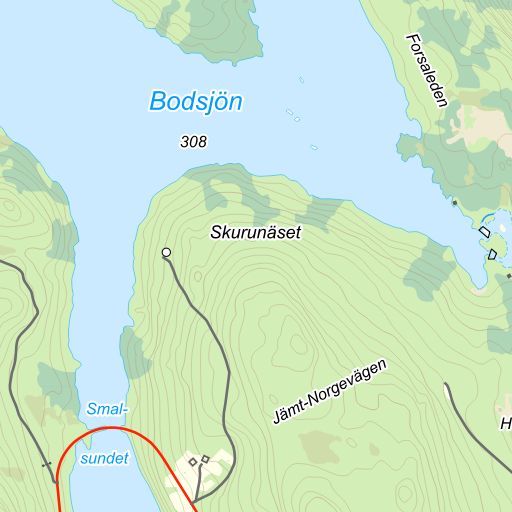 Forsaleden
Bodsjön
308
Skurunäset
Jämt-Norgevägen
Smal-
sundet
H